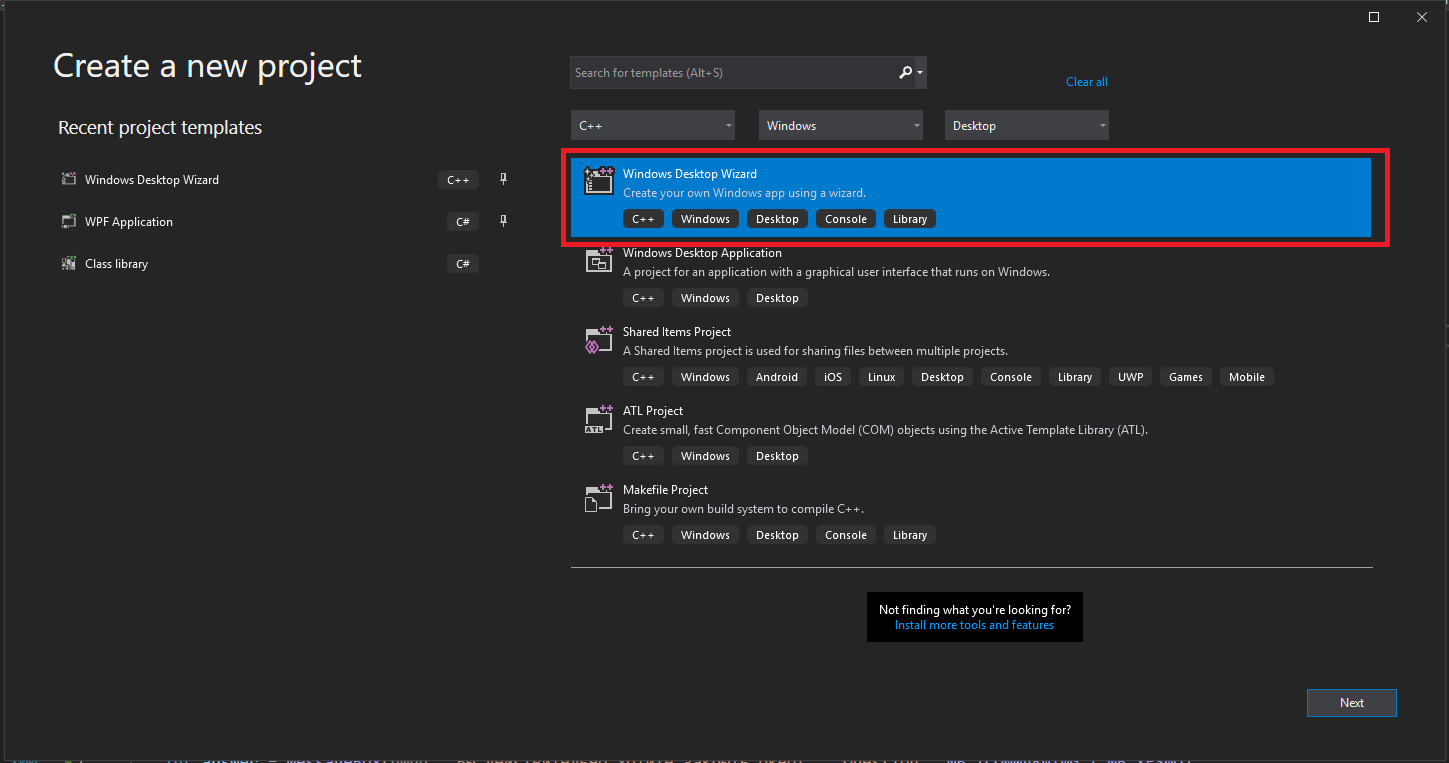 Create a new project
Recent project templates
Windows Desktop Wizard C++
WPF Application C#
Class library C#
Search for templates (Alt+S)
Clear all
C++ Windows Desktop
Windows Desktop Wizard
Create your own Windows app using a wizard.
C++ Windows Desktop Console Library
Windows Desktop Application
A project for an application with a graphical user interface that runs on Windows.
C++ Windows Desktop
Shared Items Project
A Shared Items project is used for sharing files between multiple projects.
C++ Windows Android iOS Linux Desktop Console Library UWP Games Mobile
ATL
ATL Project
Create small, fast Component Object Model (COM) objects using the Active Template Library (ATL).
C++ Windows Desktop
Makefile Project
Bring your own build system to compile C++.
C++ Windows Desktop Console Library
Not finding what you're looking for?
Install more tools and features
Next